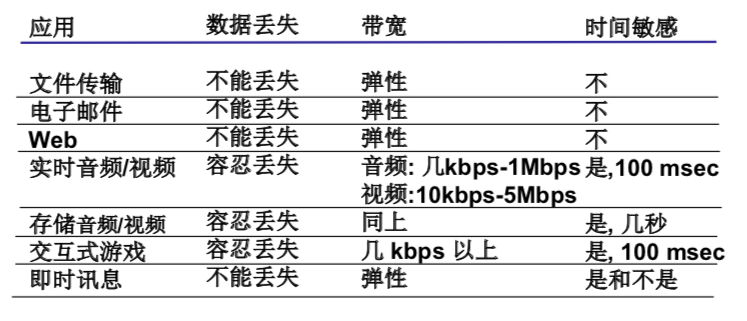 应用 数据丢失 带宽 时间敏感
文件传输 不能丢失 弹性 不
电子邮件 不能丢失 弹性 不
Web 不能丢失 弹性 不
实时音频/视频 容忍丢失 音频: 几kbps-1Mbps 是,100 msec
视频:10kbps-5Mbps
存储音频/视频 容忍丢失 同上 是, 几秒
交互式游戏 容忍丢失 几 kbps 以上 是, 100 msec
即时讯息 不能丢失 弹性 是和不是